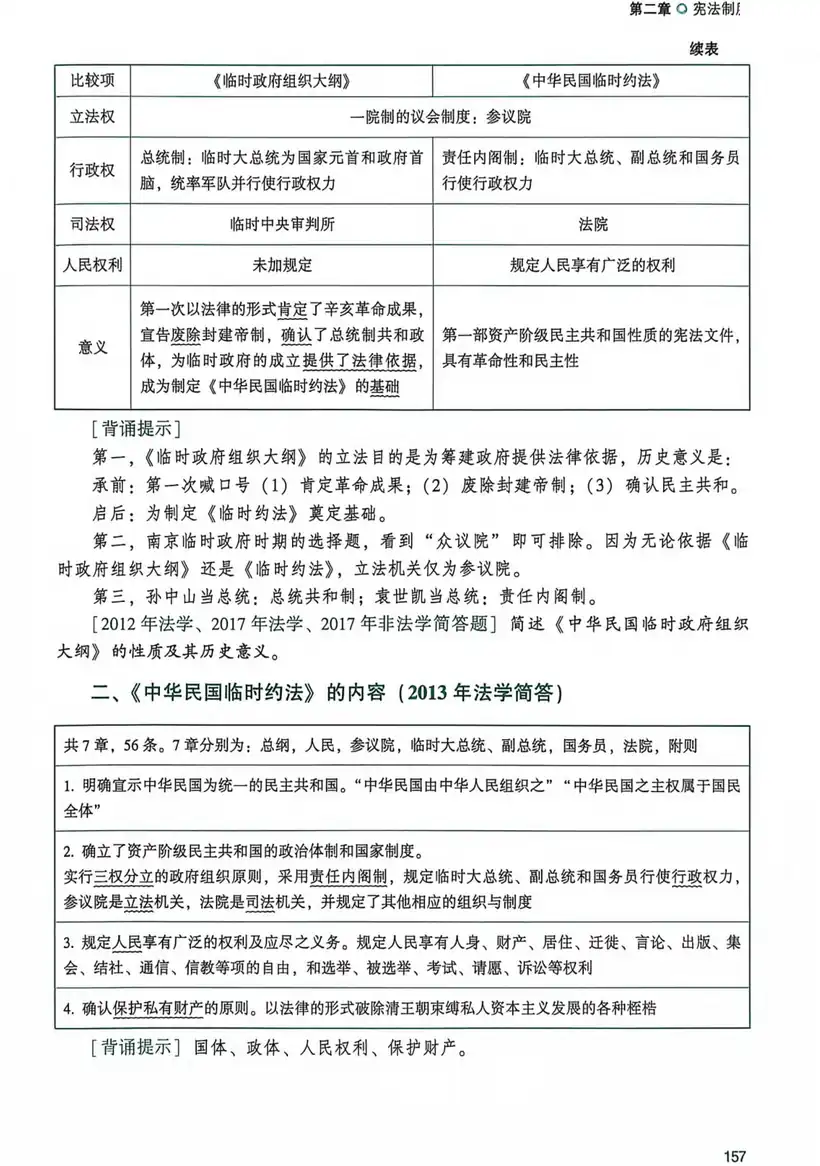 第二章 宪法制度
续表
比较项 《临时政府组织大纲》 《中华民国临时约法》
立法权 一院制的议会制度：参议院
行政权 总统制：临时大总统为国家元首和政府首脑，统率军队并行使行政权力 责任内阁制：临时大总统、副总统和国务员行使行政权力
司法权 临时中央审判所 法院
人民权利 未加规定 规定人民享有广泛的权利
意义 第一次以法律的形式肯定了辛亥革命成果，宣告废除封建帝制，确认了总统制共和政体，为临时政府的成立提供了法律依据，成为制定《中华民国临时约法》的基础 第一部资产阶级民主共和国性质的宪法文件，具有革命性和民主性
［背诵提示］
第一，《临时政府组织大纲》的立法目的是为筹建政府提供法律依据，历史意义是：
承前：第一次喊口号（1）肯定革命成果；（2）废除封建帝制；（3）确认民主共和。
启后：为制定《临时约法》奠定基础。
第二，南京临时政府时期的选择题，看到“众议院”即可排除。因为无论依据《临
时政府组织大纲》还是《临时约法》，立法机关仅为参议院。
第三，孙中山当总统：总统共和制；袁世凯当总统：责任内阁制。
［2012 年法学、2017 年法学、2017 年非法学简答题］简述《中华民国临时政府组织
大纲》的性质及其历史意义。
二、《中华民国临时约法》的内容（2013 年法学简答）
共 7 章，56 条。7 章分别为：总纲，人民，参议院，临时大总统、副总统，国务员，法院，附则
1. 明确宣示中华民国为统一的民主共和国。“中华民国由中华人民组织之”“中华民国之主权属于国民
全体”
2. 确立了资产阶级民主共和国的政治体制和国家制度。
实行三权分立的政府组织原则，采用责任内阁制，规定临时大总统、副总统和国务员行使行政权力，
参议院是立法机关，法院是司法机关，并规定了其他相应的组织与制度
3. 规定人民享有广泛的权利及应尽之义务。规定人民享有人身、财产、居住、迁徙、言论、出版、集
会、结社、通信、信教等项的自由，和选举、被选举、考试、请愿、诉讼等权利
4. 确认保护私有财产的原则。以法律的形式破除清王朝束缚私人资本主义发展的各种桎梏
［背诵提示］国体、政体、人民权利、保护财产。
157